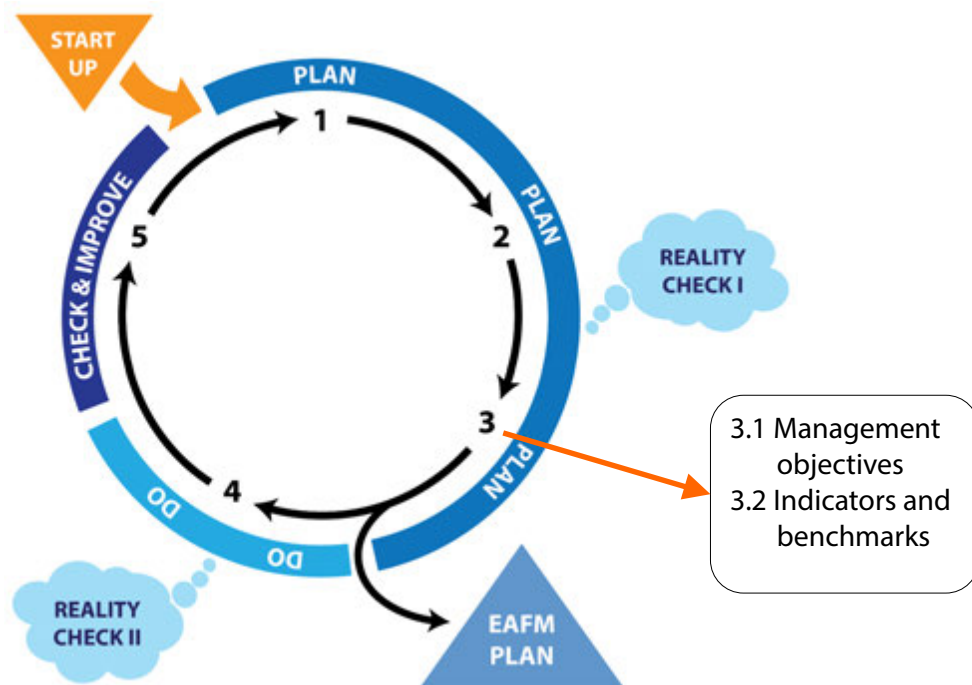 START
UP
PLAN
1
PLAN
2
REALITY
CHECK I
3
PLAN
3.1 Management
objectives
3.2 Indicators and
benchmarks
EAFM
PLAN
4
DO
DO
REALITY
CHECK II
5
CHECK & IMPROVE